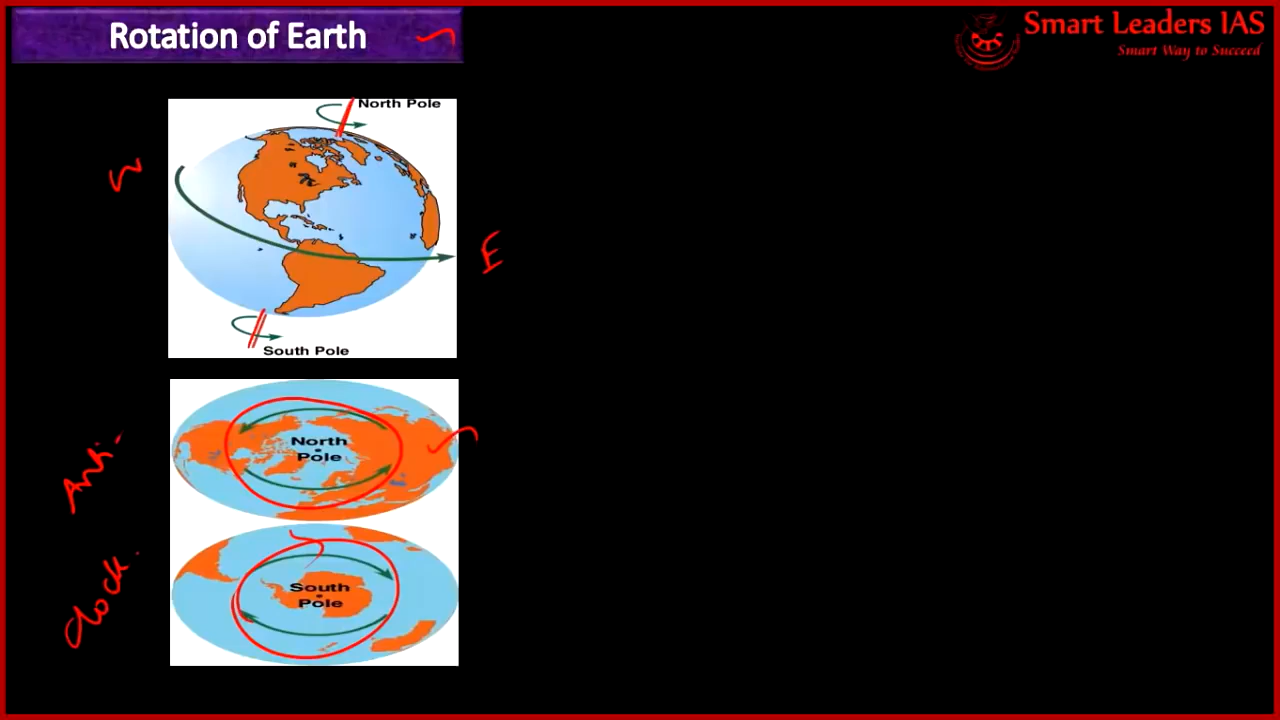 Rotation of Earth
Smart Leaders IAS
Smart Way to Succeed
North Pole
E
South Pole
North
Pole
Anti-
South
Pole
Clock.